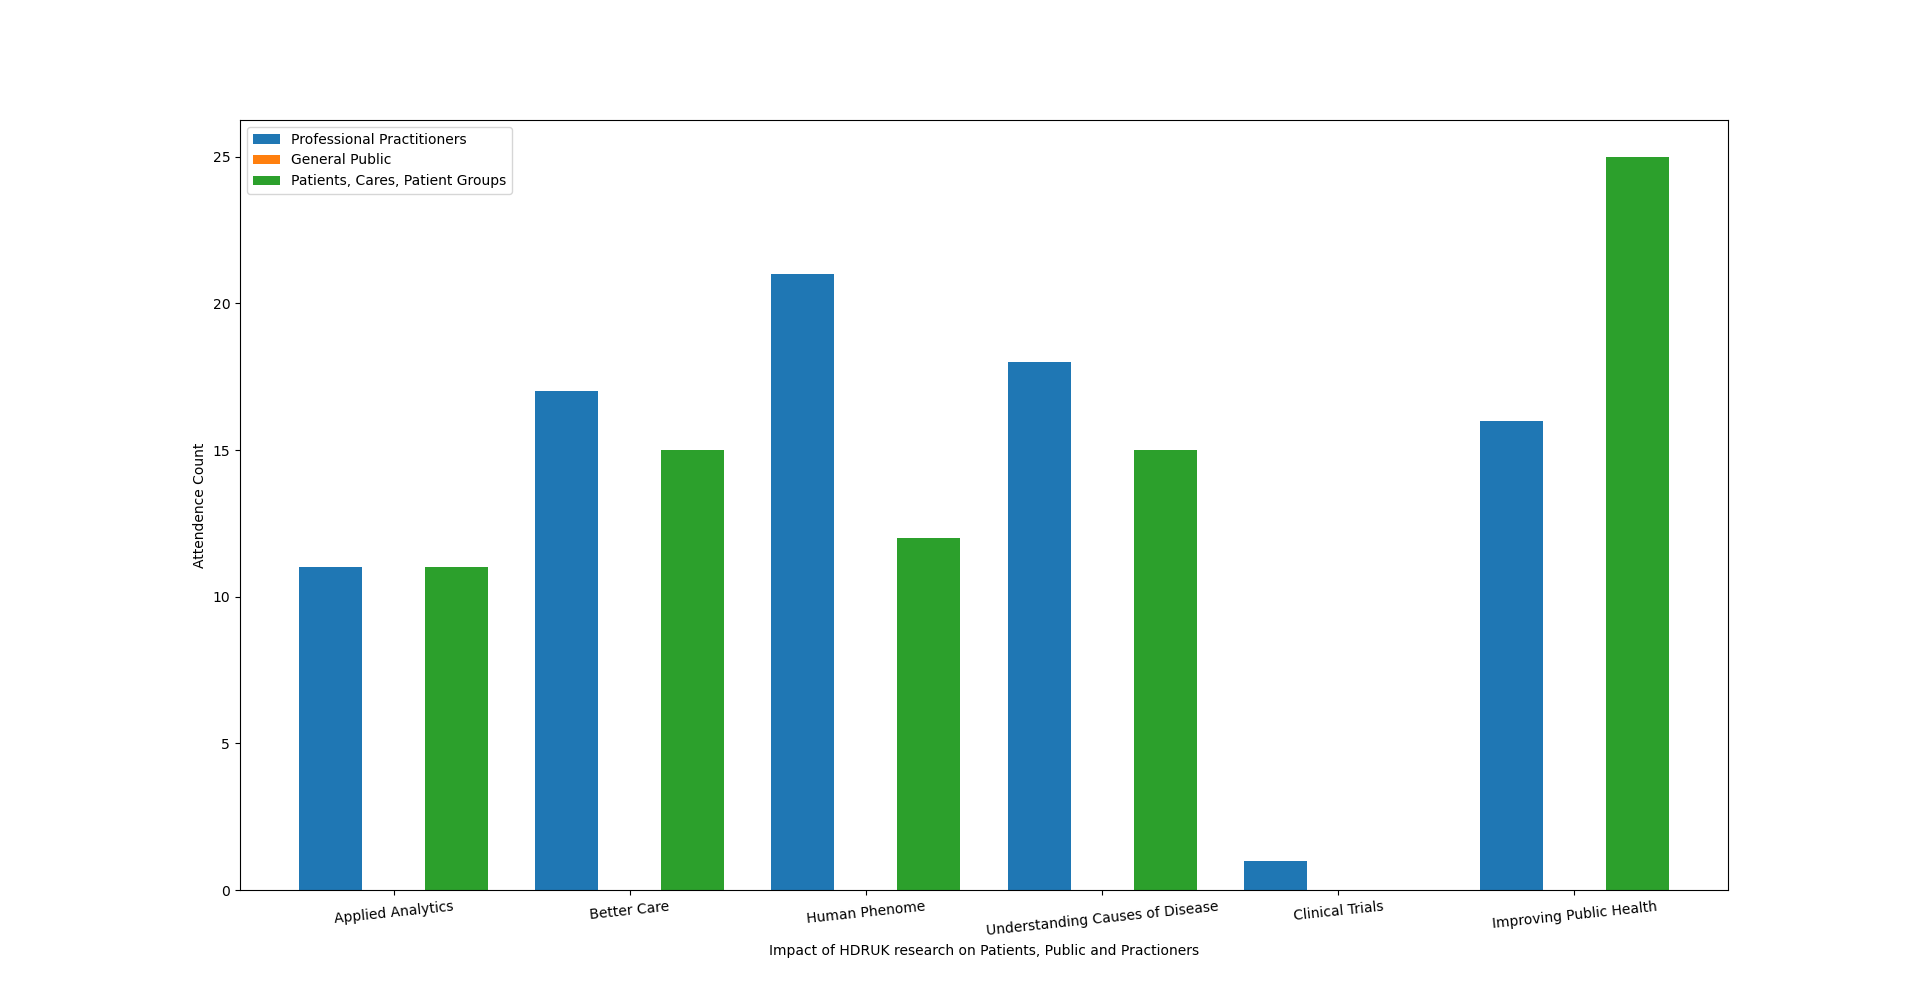 Professional Practitioners
General Public
Patients, Cares, Patient Groups
25
20
15
10
5
0
Attendence Count
Applied Analytics
Better Care
Human Phenome
Understanding Causes of Disease
Clinical Trials
Improving Public Health
Impact of HDRUK research on Patients, Public and Practioners